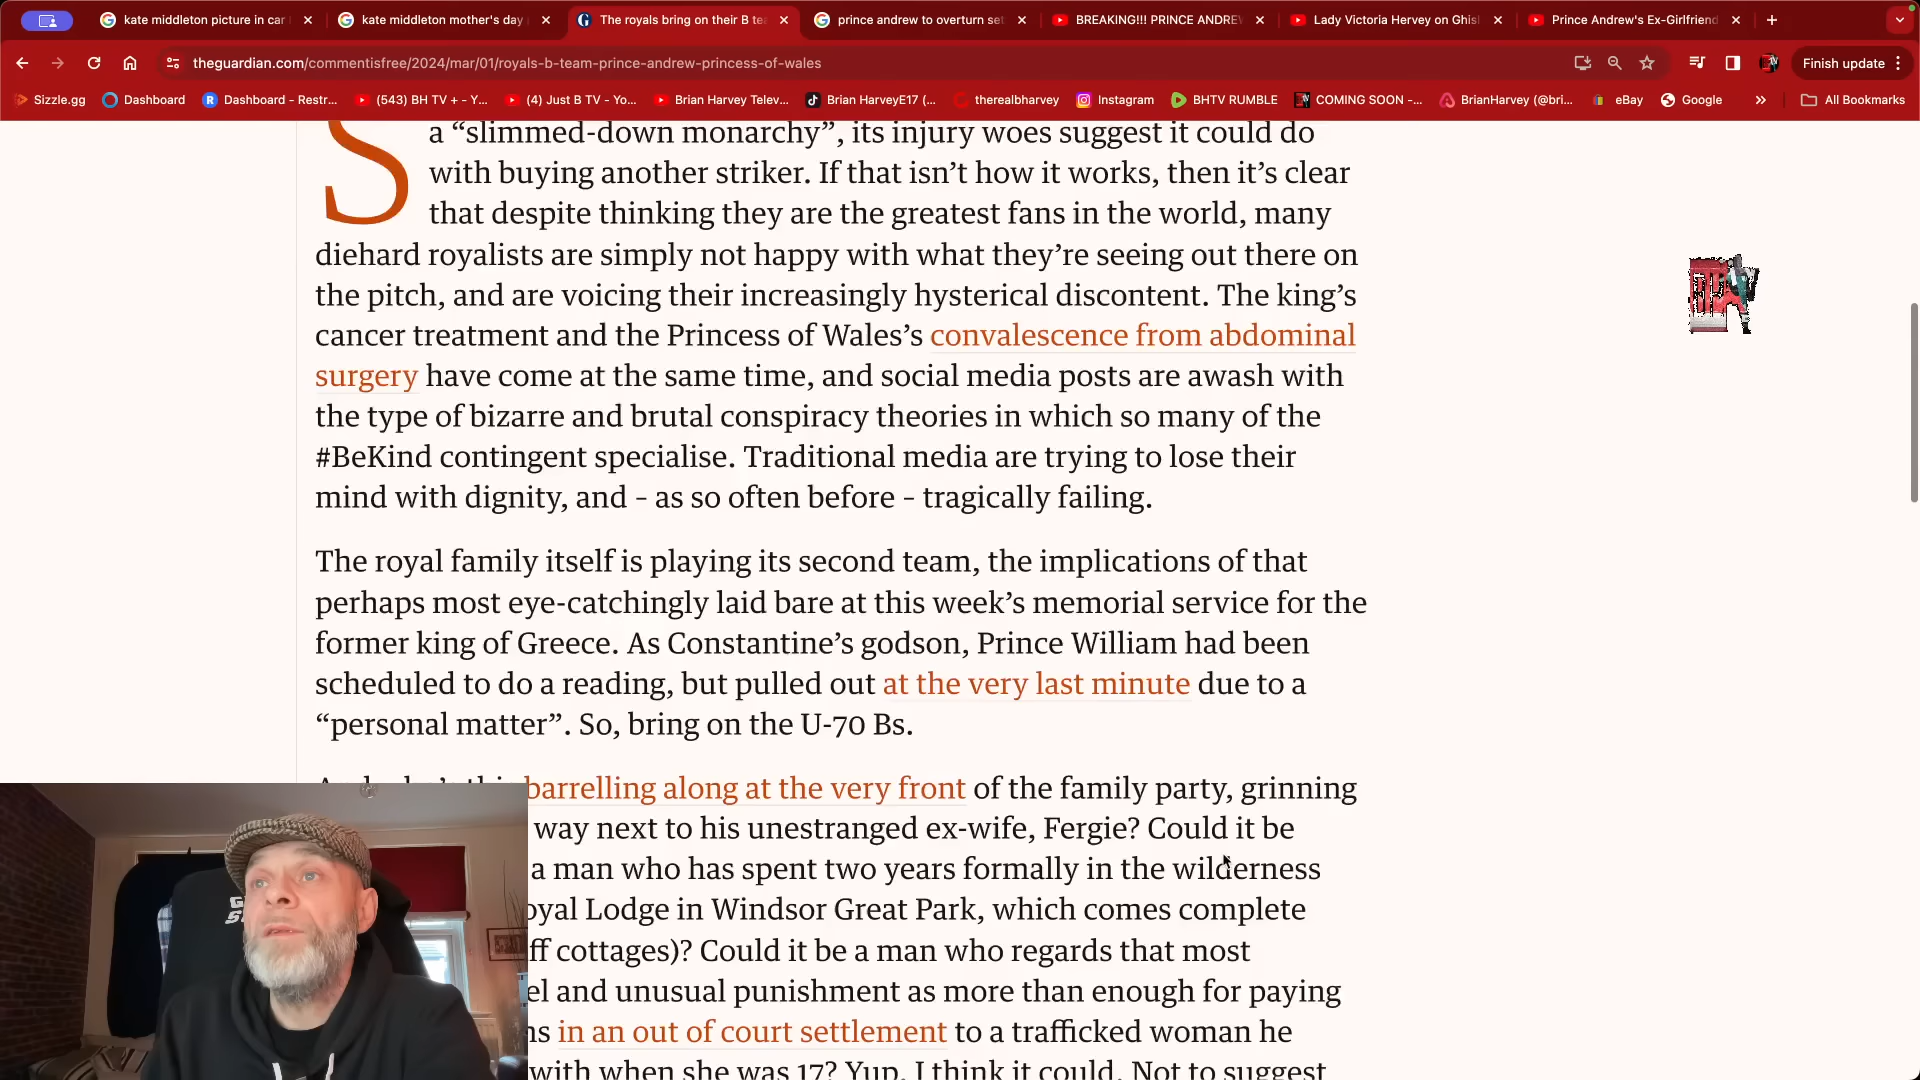 kate middleton picture in car
kate middleton mother's day
The royals bring on their B te
prince andrew to overturn se
BREAKING!!! PRINCE ANDRE
Lady Victoria Hervey on Ghis
Prince Andrew's Ex-Girlfriend
theguardian.com/commentisfree/2024/mar/01/royals-b-team-prince-andrew-princess-of-wales
Finish update
Sizzle.gg
Dashboard
Dashboard - Restr...
(543) BH TV + - Y...
(4) Just B TV - Yo...
Brian Harvey Telev...
Brian HarveyE17 (...
therealbharvey
Instagram
BHTV RUMBLE
COMING SOON -...
BrianHarvey (@bri...
eBay
Google
All Bookmarks
S
a “slimmed-down monarchy”, its injury woes suggest it could do
with buying another striker. If that isn’t how it works, then it’s clear
that despite thinking they are the greatest fans in the world, many
diehard royalists are simply not happy with what they’re seeing out there on
the pitch, and are voicing their increasingly hysterical discontent. The king’s
cancer treatment and the Princess of Wales’s convalescence from abdominal
surgery have come at the same time, and social media posts are awash with
the type of bizarre and brutal conspiracy theories in which so many of the
#BeKind contingent specialise. Traditional media are trying to lose their
mind with dignity, and – as so often before – tragically failing.
The royal family itself is playing its second team, the implications of that
perhaps most eye-catchingly laid bare at this week’s memorial service for the
former king of Greece. As Constantine’s godson, Prince William had been
scheduled to do a reading, but pulled out at the very last minute due to a
“personal matter”. So, bring on the U-70 Bs.
barrelling along at the very front of the family party, grinning
way next to his unestranged ex-wife, Fergie? Could it be
a man who has spent two years formally in the wilderness
oyal Lodge in Windsor Great Park, which comes complete
ff cottages)? Could it be a man who regards that most
el and unusual punishment as more than enough for paying
ns in an out of court settlement to a trafficked woman he
with when she was 17? Yup, I think it could. Not to suggest